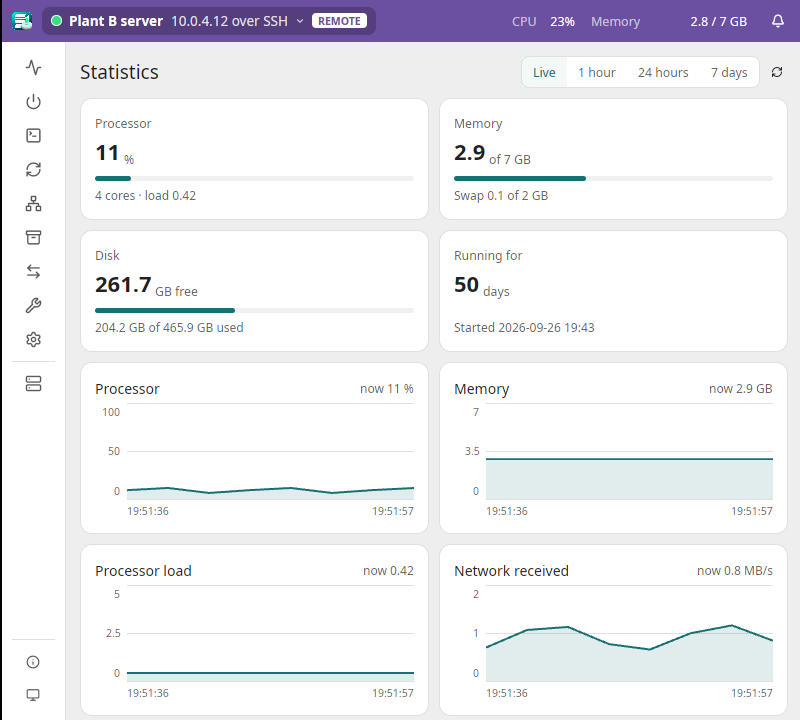 Plant B server 10.0.4.12 over SSH REMOTE CPU 23% Memory 2.8 / 7 GB
Statistics
Live 1 hour 24 hours 7 days
Processor
11 %
4 cores · load 0.42
Memory
2.9 of 7 GB
Swap 0.1 of 2 GB
Disk
261.7 GB free
204.2 GB of 465.9 GB used
Running for
50 days
Started 2026-09-26 19:43
Processor now 11 %
100
50
0
19:51:36 19:51:57
Memory now 2.9 GB
7
3.5
0
19:51:36 19:51:57
Processor load now 0.42
5
2.5
0
19:51:36 19:51:57
Network received now 0.8 MB/s
2
1
0
19:51:36 19:51:57